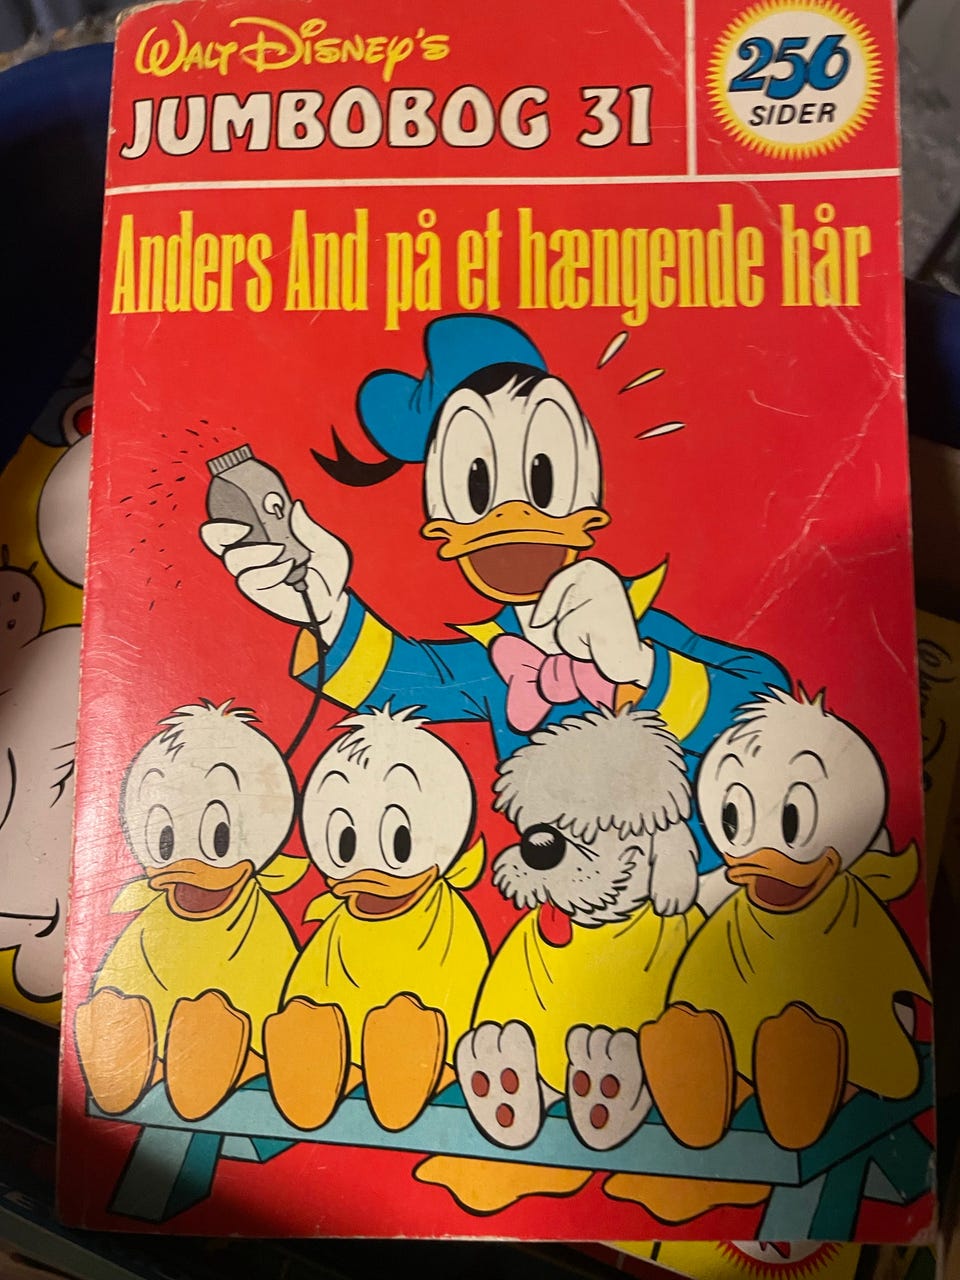 WALT DISNEY'S
JUMBOBOG 31
256
SIDER
Anders And på et hængende hår